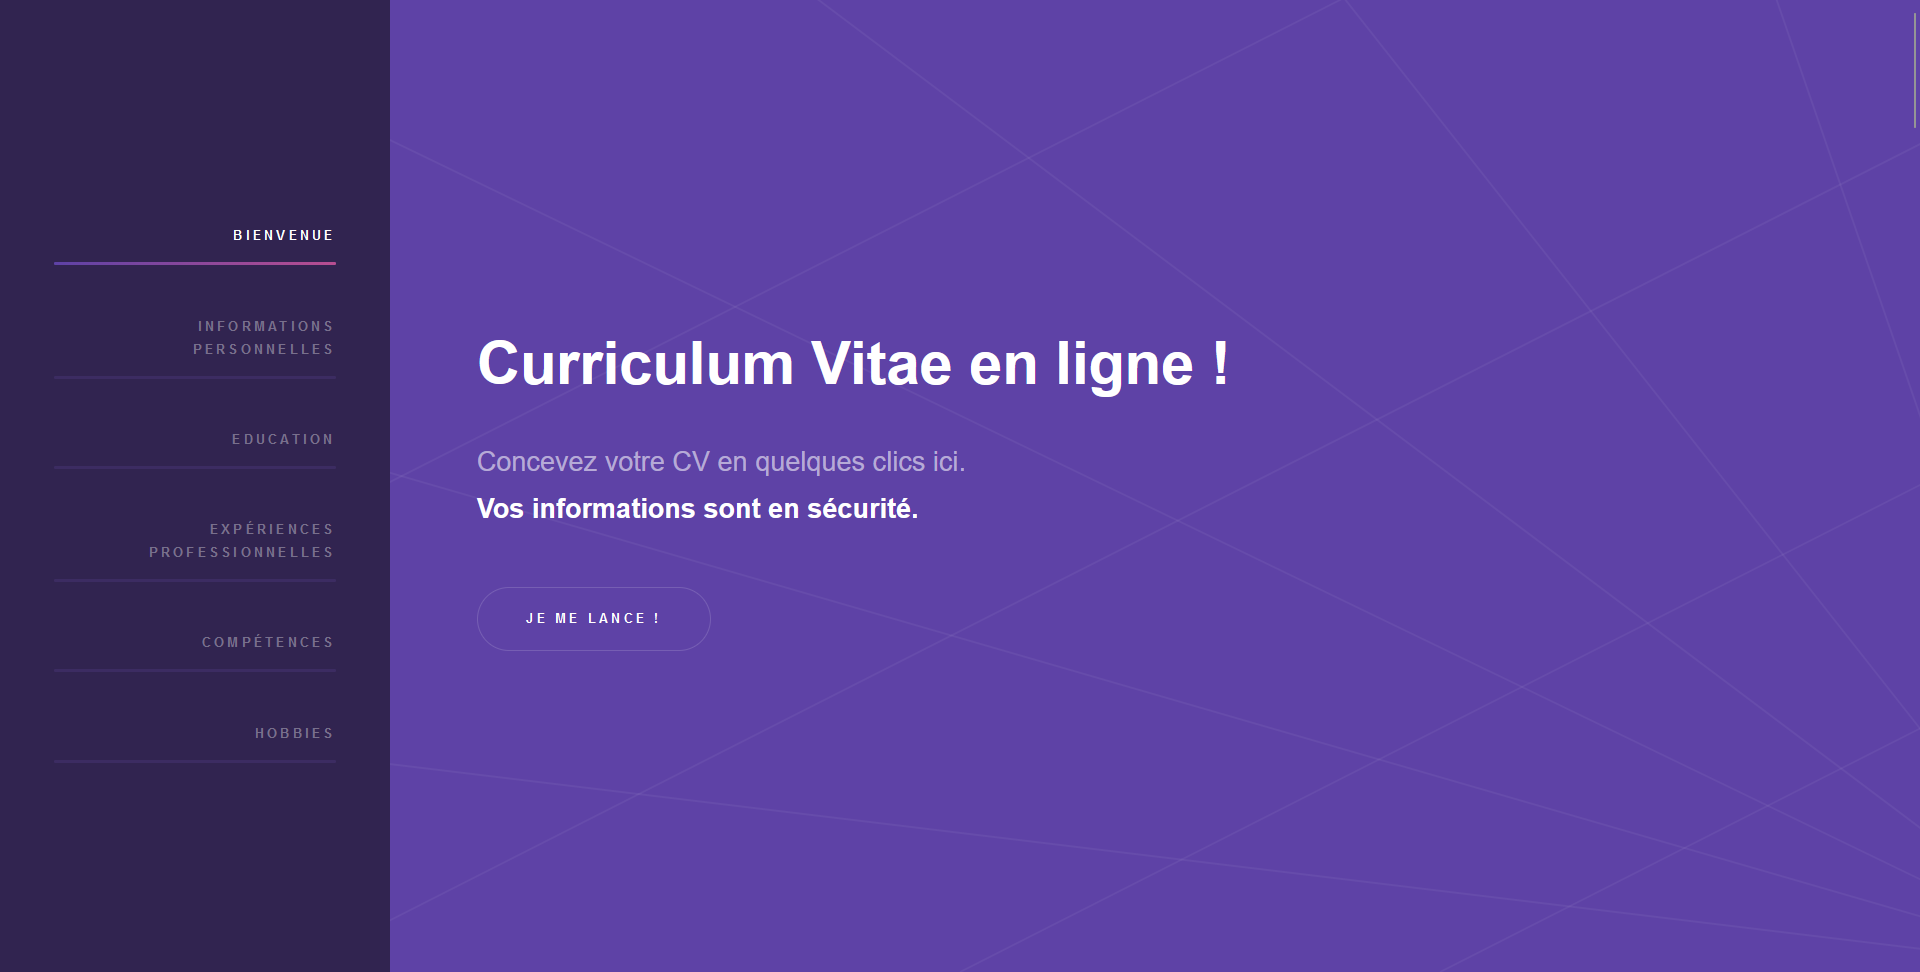 BIENVENUE
INFORMATIONS
PERSONNELLES
EDUCATION
EXPÉRIENCES
PROFESSIONNELLES
COMPÉTENCES
HOBBIES
Curriculum Vitae en ligne !
Concevez votre CV en quelques clics ici.
Vos informations sont en sécurité.
JE ME LANCE !